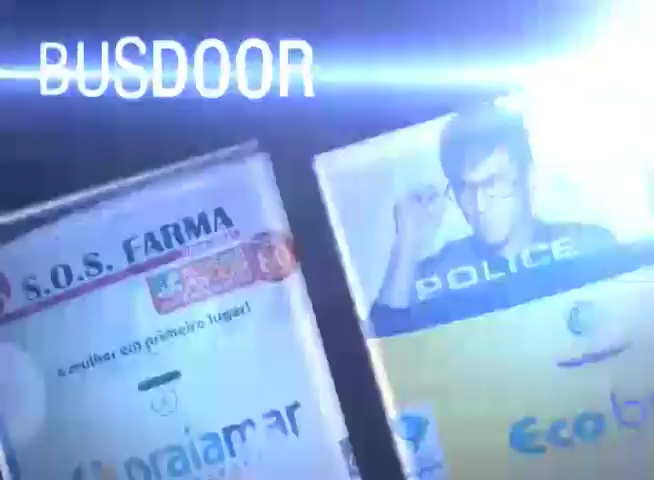 BUSDOOR
S.O.S. FARMA
a mulher em primeiro lugar!
praiamar
POLICE
Eco